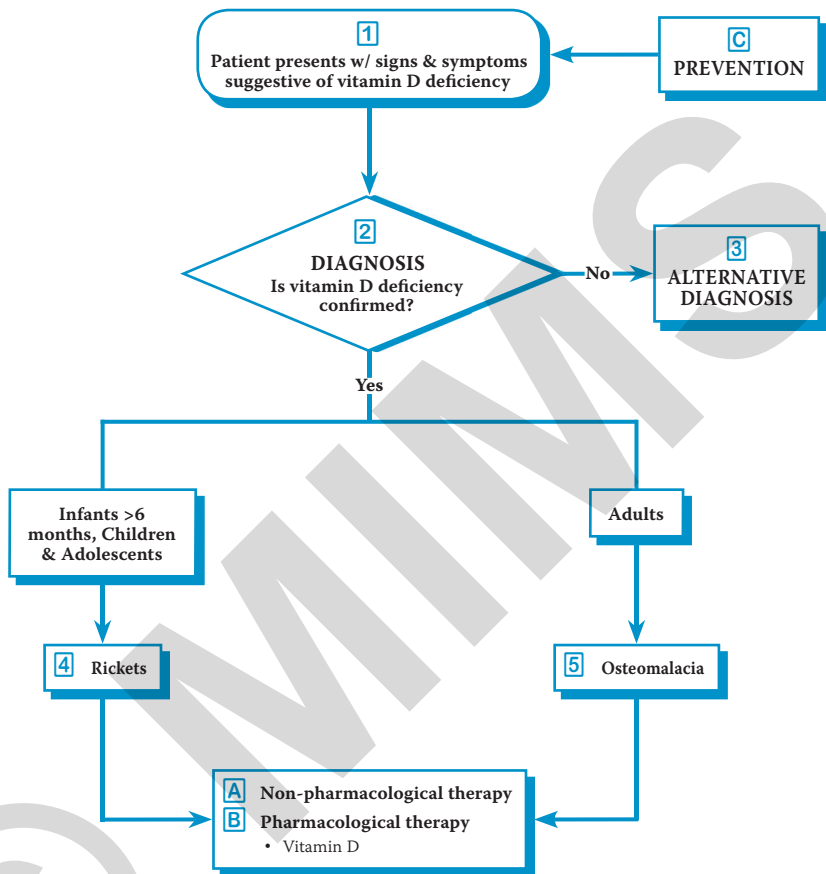 1
Patient presents w/ signs & symptoms
suggestive of vitamin D deficiency
C
PREVENTION
2
DIAGNOSIS
Is vitamin D deficiency
confirmed?
No
3
ALTERNATIVE
DIAGNOSIS
Yes
Infants >6
months, Children
& Adolescents
Adults
4 Rickets
5 Osteomalacia
A Non-pharmacological therapy
B Pharmacological therapy
• Vitamin D
© MIMS